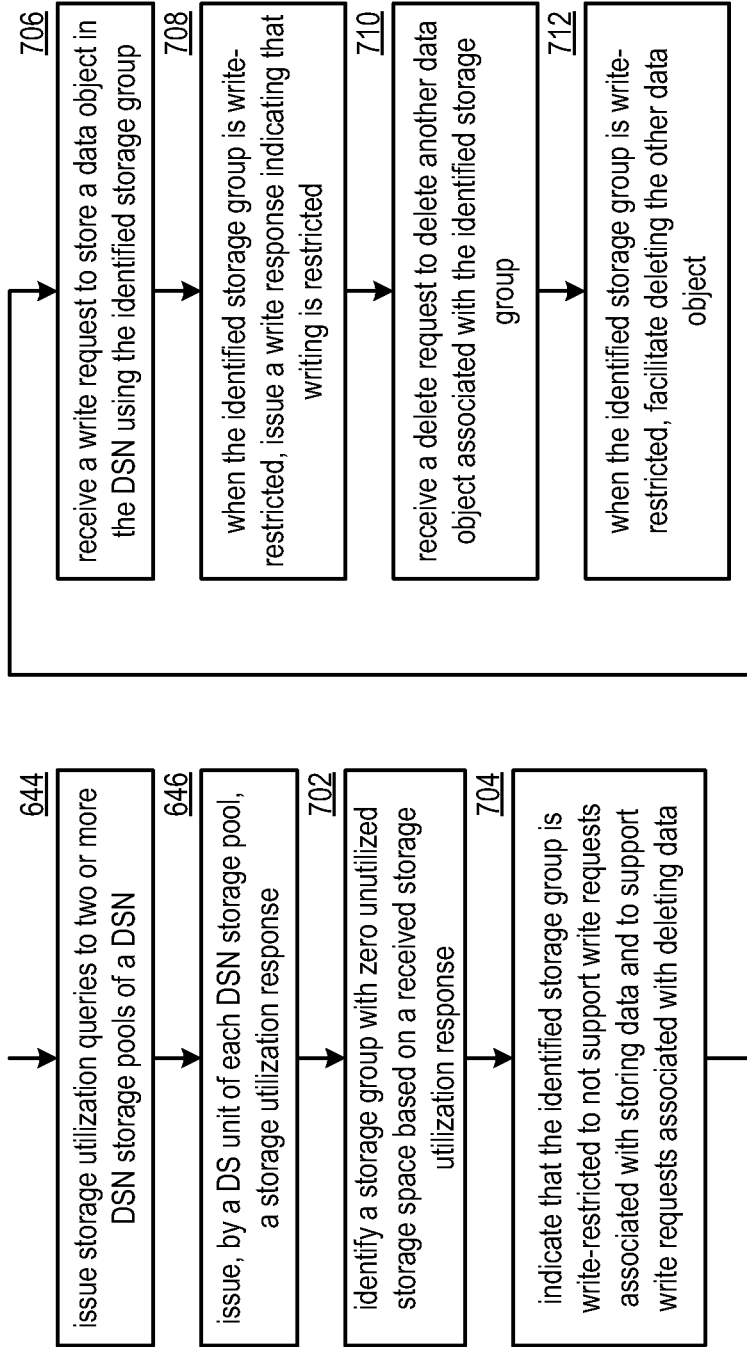 644
issue storage utilization queries to two or more
DSN storage pools of a DSN
646
issue, by a DS unit of each DSN storage pool,
a storage utilization response
702
identify a storage group with zero unutilized
storage space based on a received storage
utilization response
704
indicate that the identified storage group is
write-restricted to not support write requests
associated with storing data and to support
write requests associated with deleting data
706
receive a write request to store a data object in
the DSN using the identified storage group
708
when the identified storage group is write-
restricted, issue a write response indicating that
writing is restricted
710
receive a delete request to delete another data
object associated with the identified storage
group
712
when the identified storage group is write-
restricted, facilitate deleting the other data
object